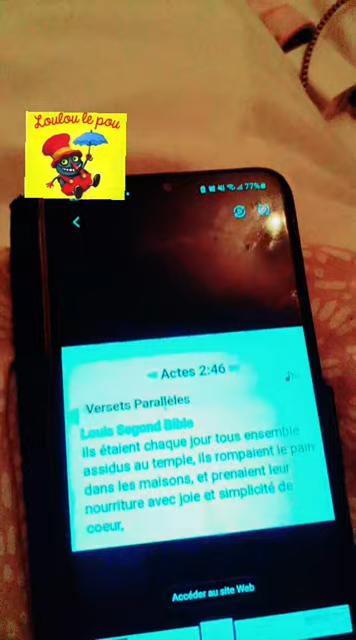 Loulou le pou
77%
Actes 2:46
Versets Parallèles
Louis Segond Bible
Ils étaient chaque jour tous ensemble
assidus au temple, ils rompaient le pain
dans les maisons, et prenaient leur
nourriture avec joie et simplicité de
coeur,
Accéder au site Web